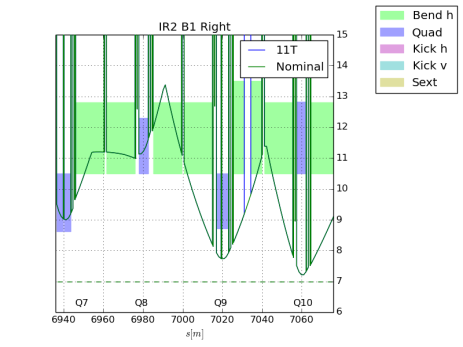 IR2 B1 Right
11T
Nominal
Bend h
Quad
Kick h
Kick v
Sext
15
14
13
12
11
10
9
8
7
6
Q7 Q8 Q9 Q10
6940 6960 6980 7000 7020 7040 7060
s[m]